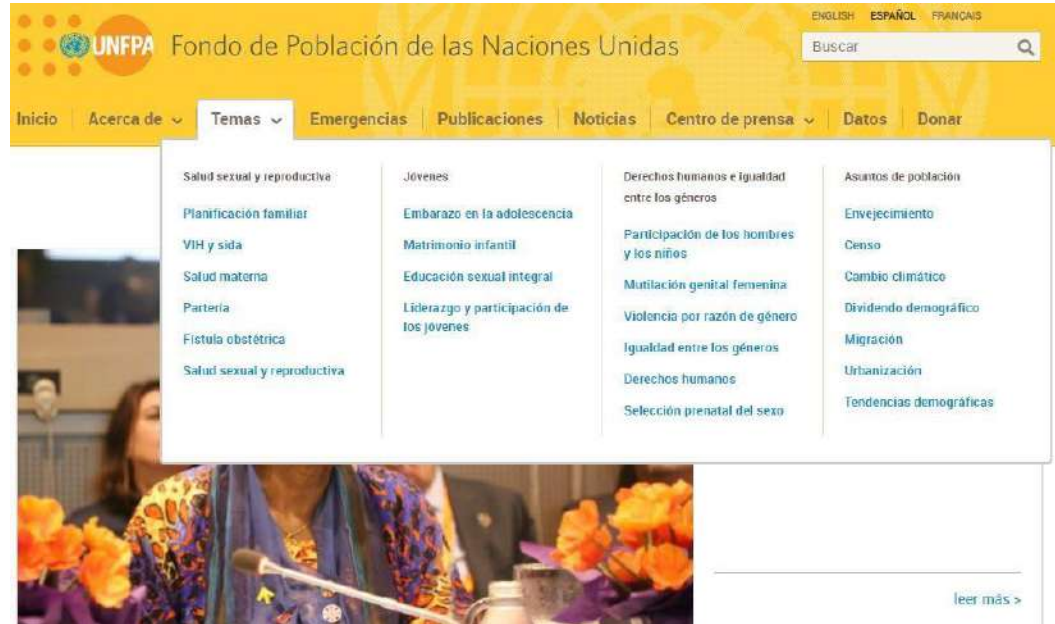 ENGLISH ESPAÑOL FRANÇAIS
UNFPA Fondo de Población de las Naciones Unidas
Buscar
Inicio Acerca de Temas Emergencias Publicaciones Noticias Centro de prensa Datos Donar
Salud sexual y reproductiva
Planificación familiar
VIH y sida
Salud materna
Partería
Fístula obstétrica
Salud sexual y reproductiva
Jóvenes
Embarazo en la adolescencia
Matrimonio infantil
Educación sexual integral
Liderazgo y participación de
los jóvenes
Derechos humanos e igualdad
entre los géneros
Participación de los hombres
y los niños
Mutilación genital femenina
Violencia por razón de género
Igualdad entre los géneros
Derechos humanos
Selección prenatal del sexo
Asuntos de población
Envejecimiento
Censo
Cambio climático
Dividendo demográfico
Migración
Urbanización
Tendencias demográficas
leer más >